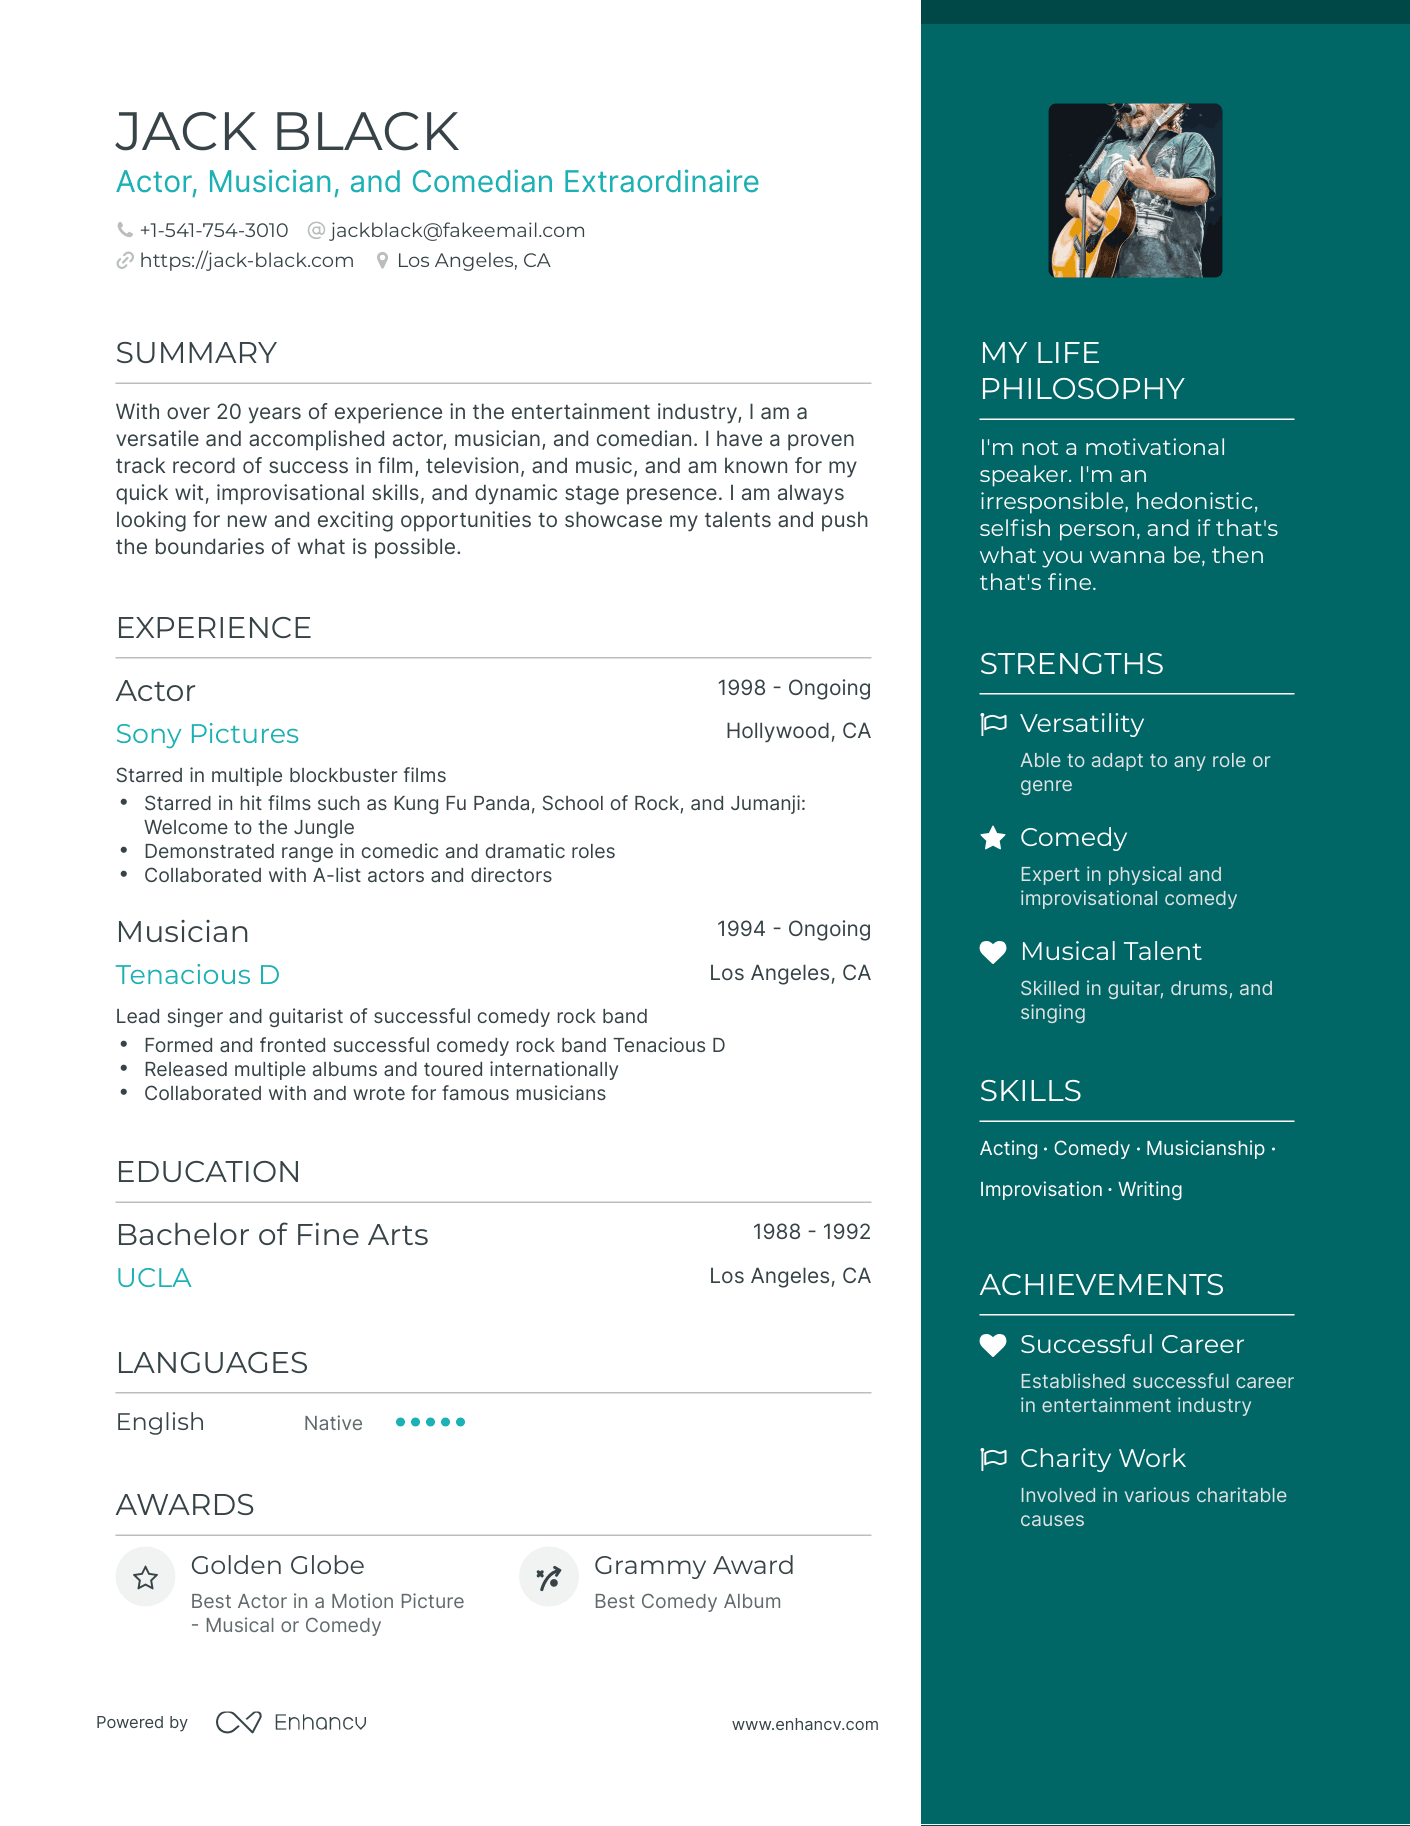 JACK BLACK
Actor, Musician, and Comedian Extraordinaire
+1-541-754-3010 jackblack@fakeemail.com
https://jack-black.com Los Angeles, CA
SUMMARY
With over 20 years of experience in the entertainment industry, I am a
versatile and accomplished actor, musician, and comedian. I have a proven
track record of success in film, television, and music, and am known for my
quick wit, improvisational skills, and dynamic stage presence. I am always
looking for new and exciting opportunities to showcase my talents and push
the boundaries of what is possible.
EXPERIENCE
Actor 1998 - Ongoing
Sony Pictures Hollywood, CA
Starred in multiple blockbuster films
• Starred in hit films such as Kung Fu Panda, School of Rock, and Jumanji:
Welcome to the Jungle
• Demonstrated range in comedic and dramatic roles
• Collaborated with A-list actors and directors
Musician 1994 - Ongoing
Tenacious D Los Angeles, CA
Lead singer and guitarist of successful comedy rock band
• Formed and fronted successful comedy rock band Tenacious D
• Released multiple albums and toured internationally
• Collaborated with and wrote for famous musicians
EDUCATION
Bachelor of Fine Arts 1988 - 1992
UCLA Los Angeles, CA
LANGUAGES
English Native
AWARDS
Golden Globe
Best Actor in a Motion Picture
- Musical or Comedy
Grammy Award
Best Comedy Album
MY LIFE
PHILOSOPHY
I'm not a motivational
speaker. I'm an
irresponsible, hedonistic,
selfish person, and if that's
what you wanna be, then
that's fine.
STRENGTHS
Versatility
Able to adapt to any role or
genre
Comedy
Expert in physical and
improvisational comedy
Musical Talent
Skilled in guitar, drums, and
singing
SKILLS
Acting · Comedy · Musicianship ·
Improvisation · Writing
ACHIEVEMENTS
Successful Career
Established successful career
in entertainment industry
Charity Work
Involved in various charitable
causes
Powered by Enhancv
www.enhancv.com